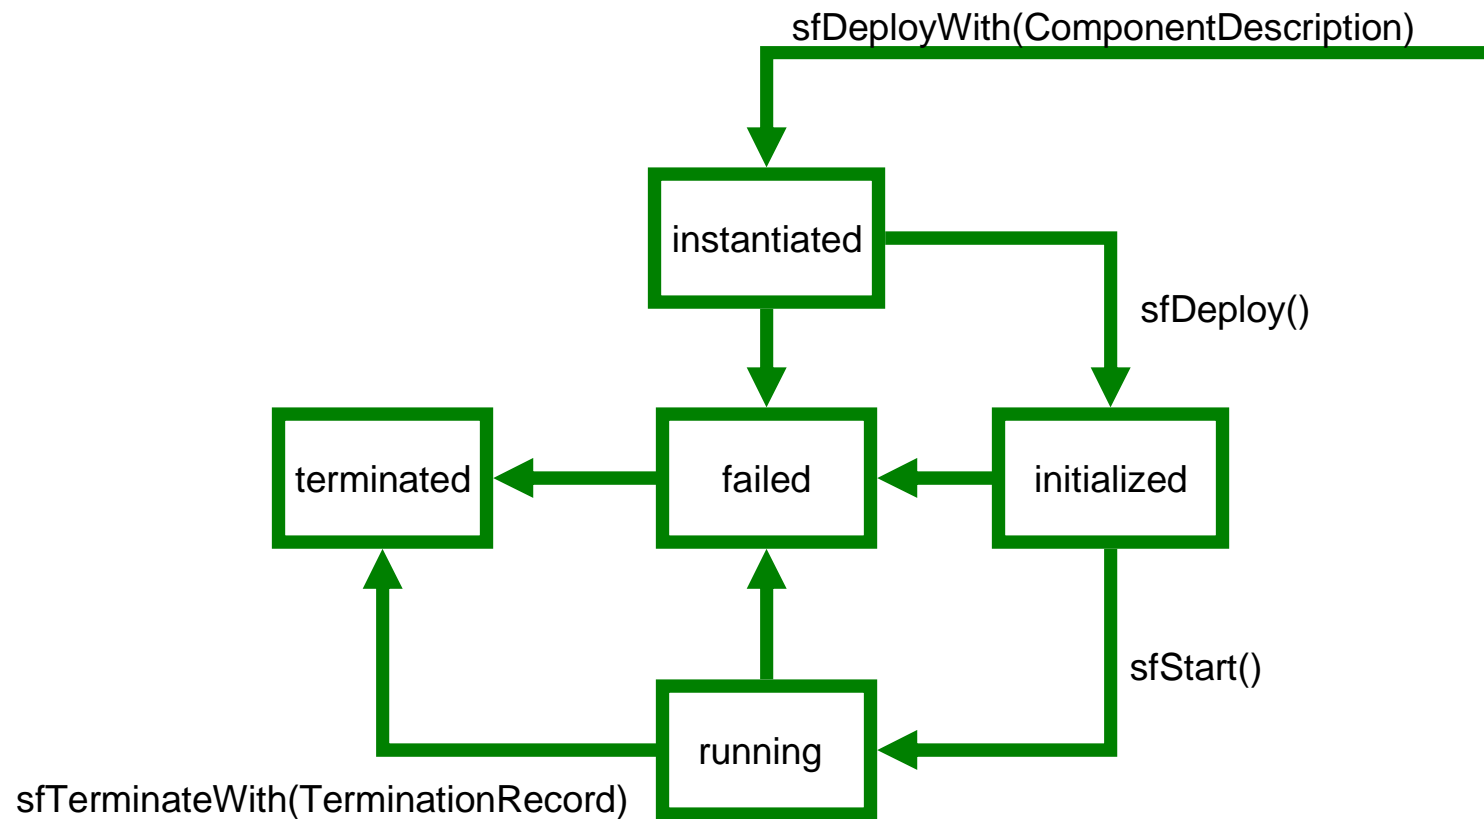 sfDeployWith(ComponentDescription)
instantiated
sfDeploy()
terminated
failed
initialized
sfStart()
running
sfTerminateWith(TerminationRecord)